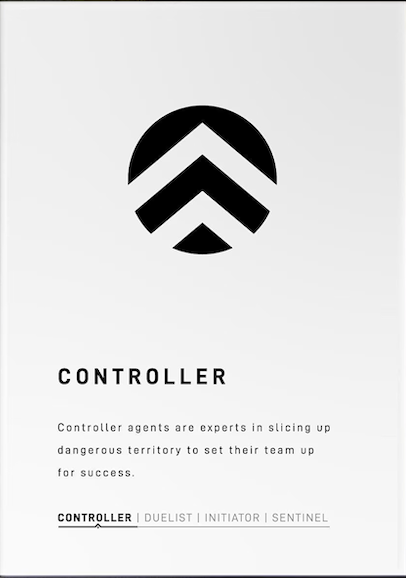 CONTROLLER
Controller agents are experts in slicing up
dangerous territory to set their team up
for success.
CONTROLLER | DUELIST | INITIATOR | SENTINEL